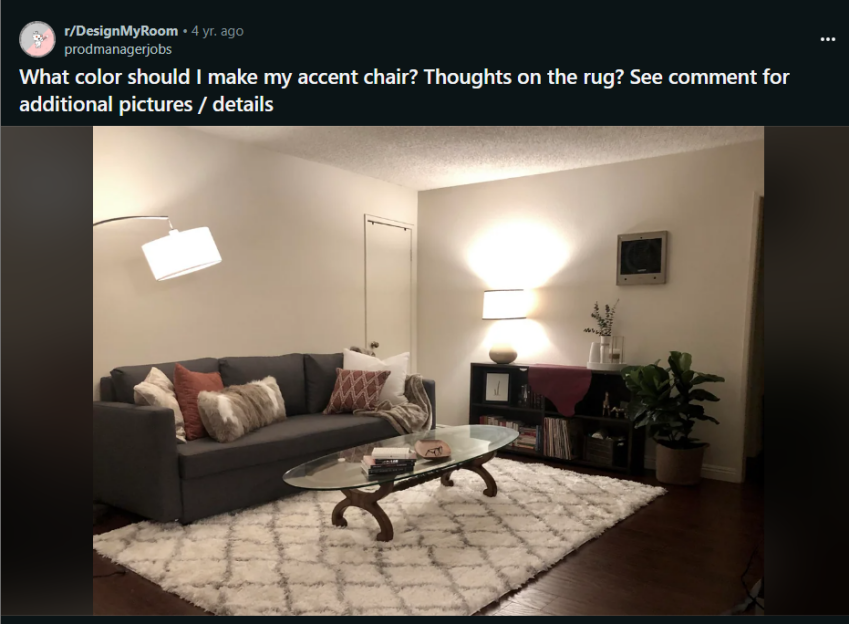 r/DesignMyRoom • 4 yr. ago
prodmanagerjobs
What color should I make my accent chair? Thoughts on the rug? See comment for
additional pictures / details